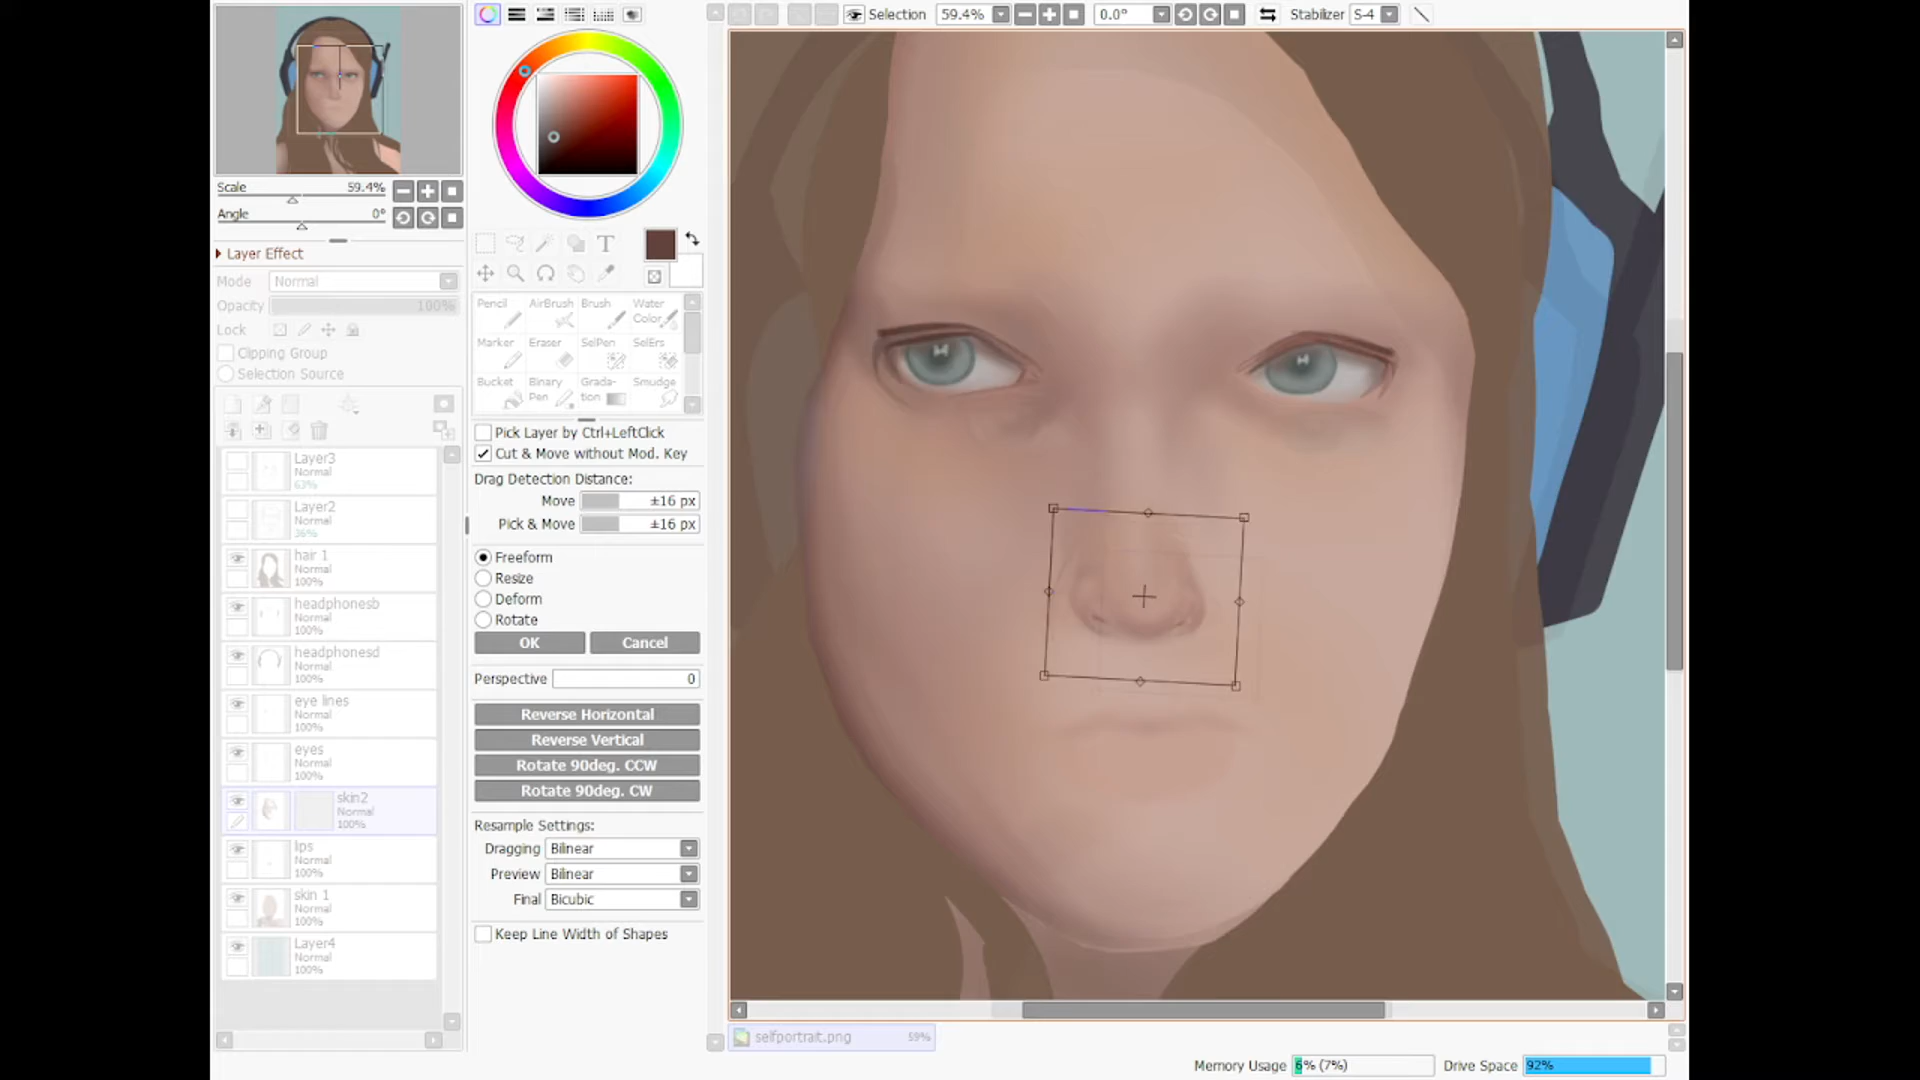 Selection 59.4% 0.0° Stabilizer S-4
Scale 59.4%
Angle 0°
Layer Effect
Mode Normal
Opacity 100%
Lock
Clipping Group
Selection Source
Layer3
Normal
63%
Layer2
Normal
36%
hair 1
Normal
100%
headphonesb
Normal
100%
headphonesd
Normal
100%
eye lines
Normal
100%
eyes
Normal
100%
skin2
Normal
100%
lps
Normal
100%
skin 1
Normal
100%
Layer4
Normal
100%
T
Pencil AirBrush Brush Water
Color
Marker Eraser SelPen SelErs
Bucket Binary Grada- Smudge
Pen tion
Pick Layer by Ctrl+LeftClick
Cut & Move without Mod. Key
Drag Detection Distance:
Move ±16 px
Pick & Move ±16 px
Freeform
Resize
Deform
Rotate
OK Cancel
Perspective 0
Reverse Horizontal
Reverse Vertical
Rotate 90deg. CCW
Rotate 90deg. CW
Resample Settings:
Dragging Bilinear
Preview Bilinear
Final Bicubic
Keep Line Width of Shapes
selfportrait.png 59%
Memory Usage 6% (7%) Drive Space 92%